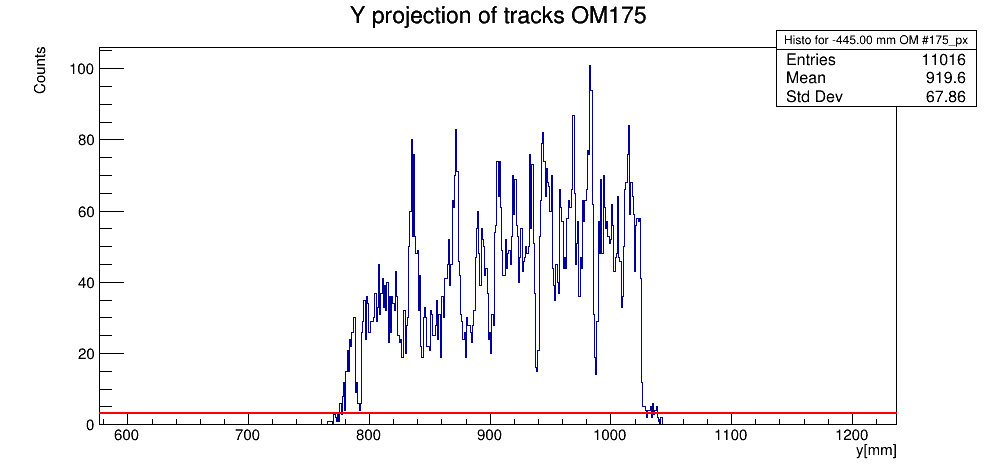 Y projection of tracks OM175
Histo for -445.00 mm OM #175_px
Entries 11016
Mean 919.6
Std Dev 67.86
Counts
100
80
60
40
20
0
600 700 800 900 1000 1100 1200
y[mm]